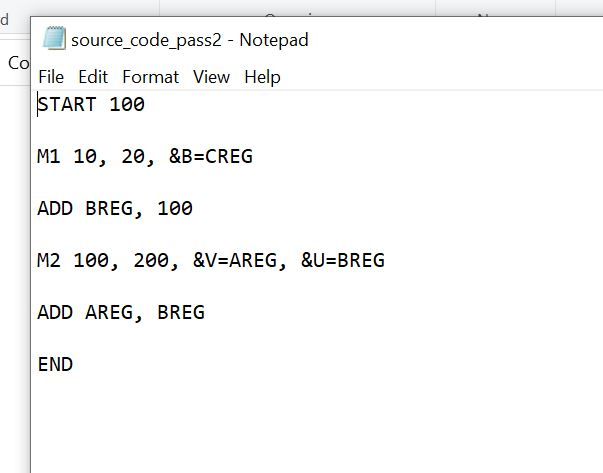 source_code_pass2 - Notepad
File Edit Format View Help
START 100
M1 10, 20, &B=CREG
ADD BREG, 100
M2 100, 200, &V=AREG, &U=BREG
ADD AREG, BREG
END